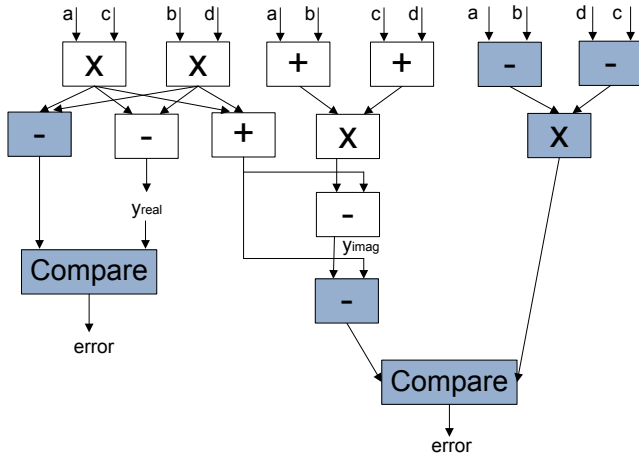 a c b d a b c d a b d c
x x + + - -
- - + x x
yreal
-
yimag
Compare
-
error
Compare
error